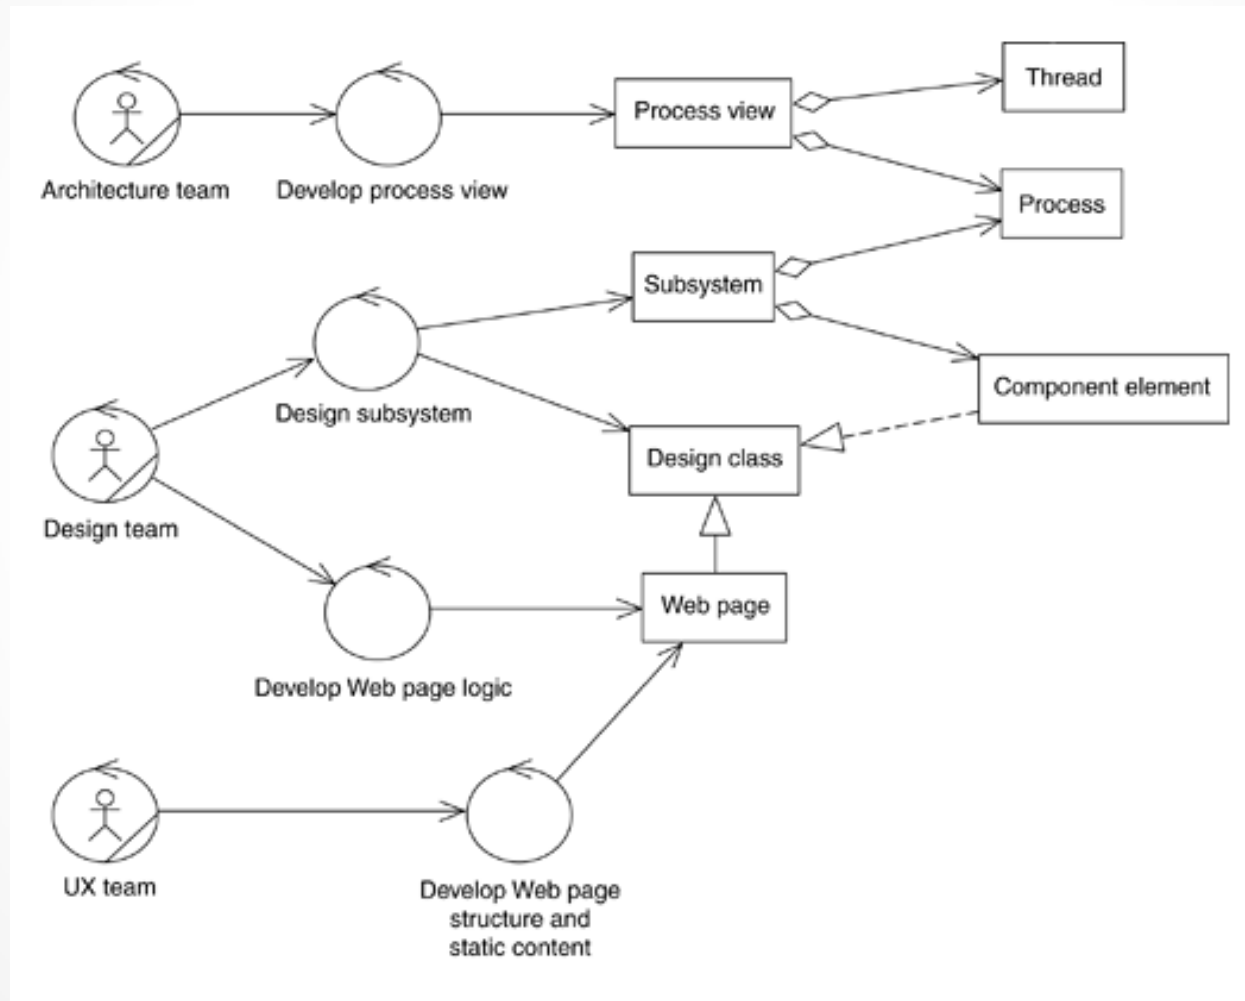 Thread
Process view
Architecture team
Develop process view
Process
Subsystem
Component element
Design subsystem
Design class
Design team
Web page
Develop Web page logic
UX team
Develop Web page
structure and
static content